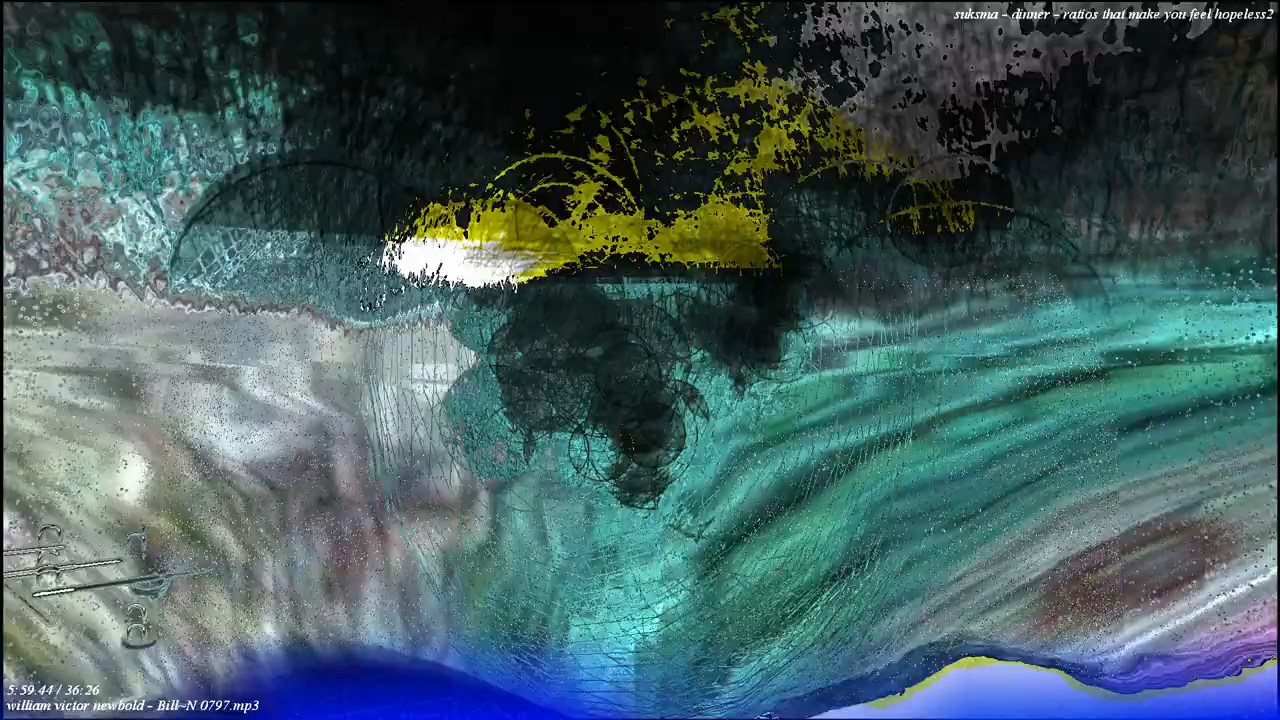 suksma - dinner - ratios that make you feel hopeless2
5:59.44 / 36:26
william victor newbold - Bill~N 0797.mp3